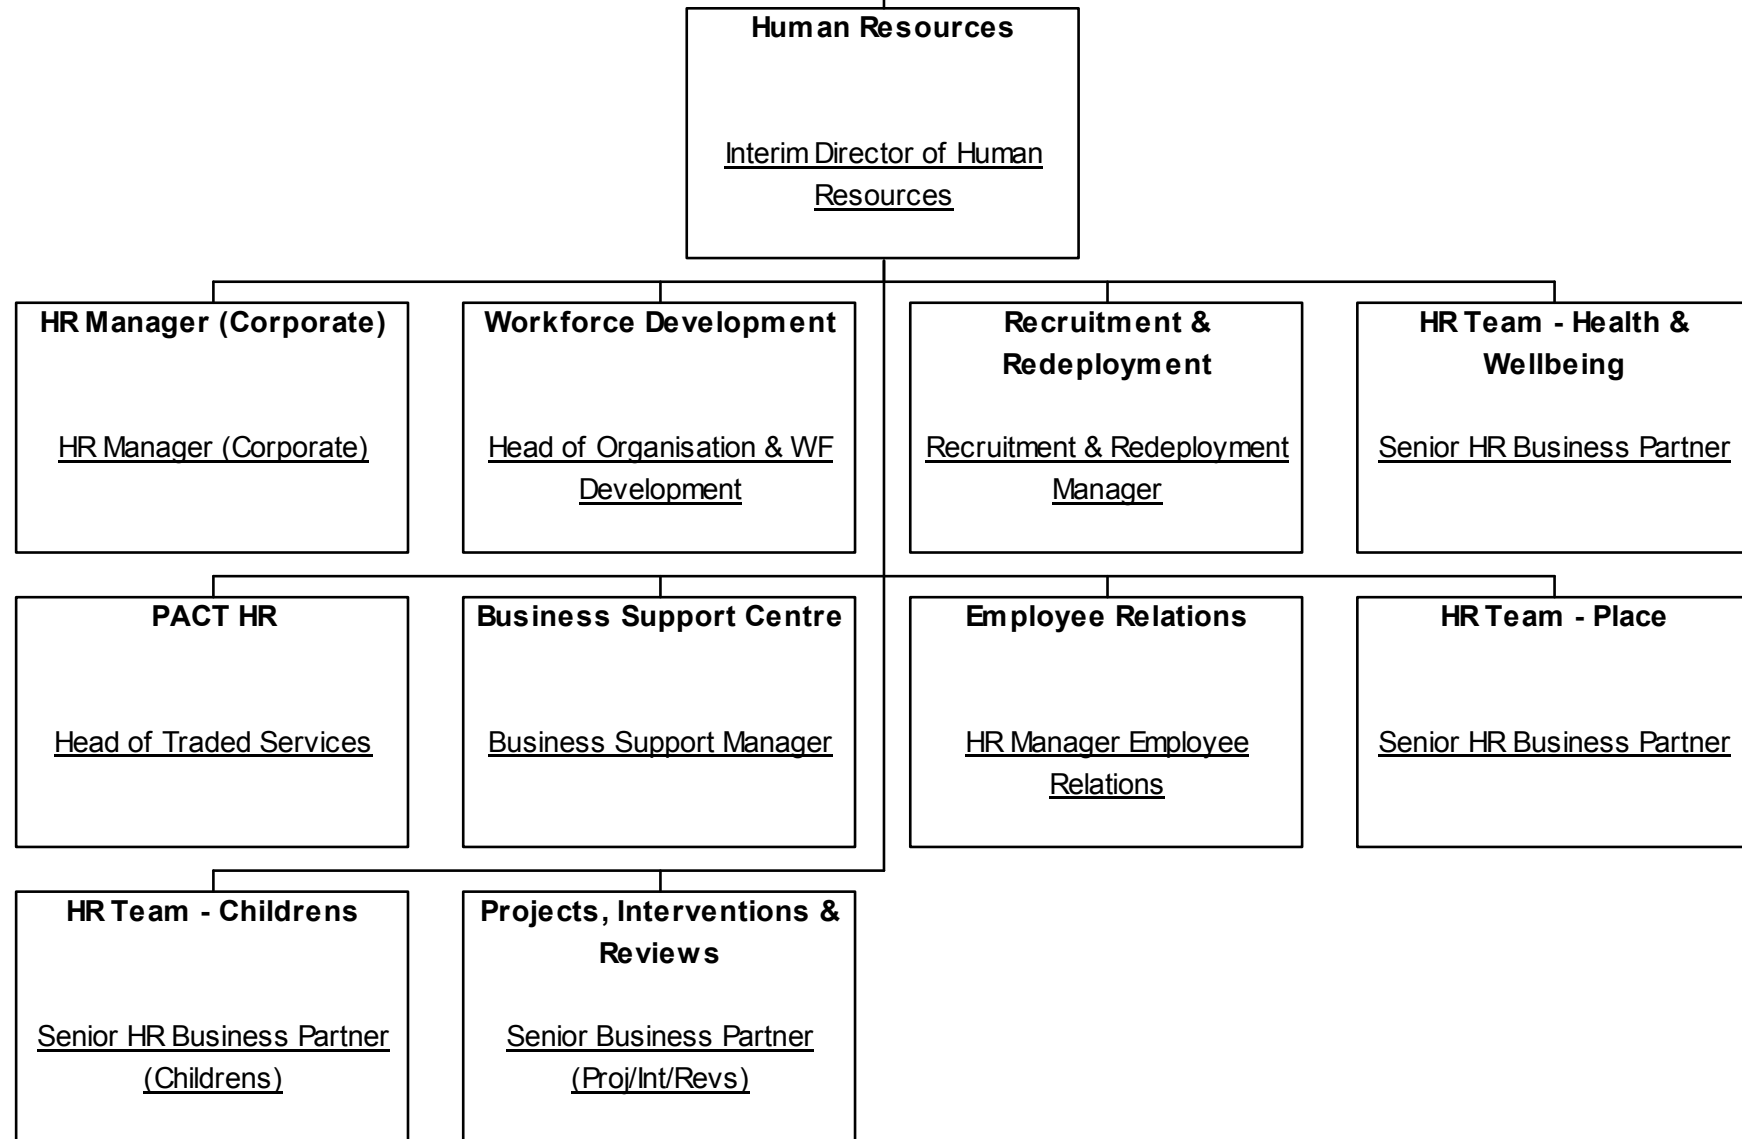 Human Resources
Interim Director of Human
Resources
HR Manager (Corporate)
HR Manager (Corporate)
Workforce Development
Head of Organisation & WF
Development
Recruitment &
Redeployment
Recruitment & Redeployment
Manager
HR Team - Health &
Wellbeing
Senior HR Business Partner
PACT HR
Head of Traded Services
Business Support Centre
Business Support Manager
Employee Relations
HR Manager Employee
Relations
HR Team - Place
Senior HR Business Partner
HR Team - Childrens
Senior HR Business Partner
(Childrens)
Projects, Interventions &
Reviews
Senior Business Partner
(Proj/Int/Revs)